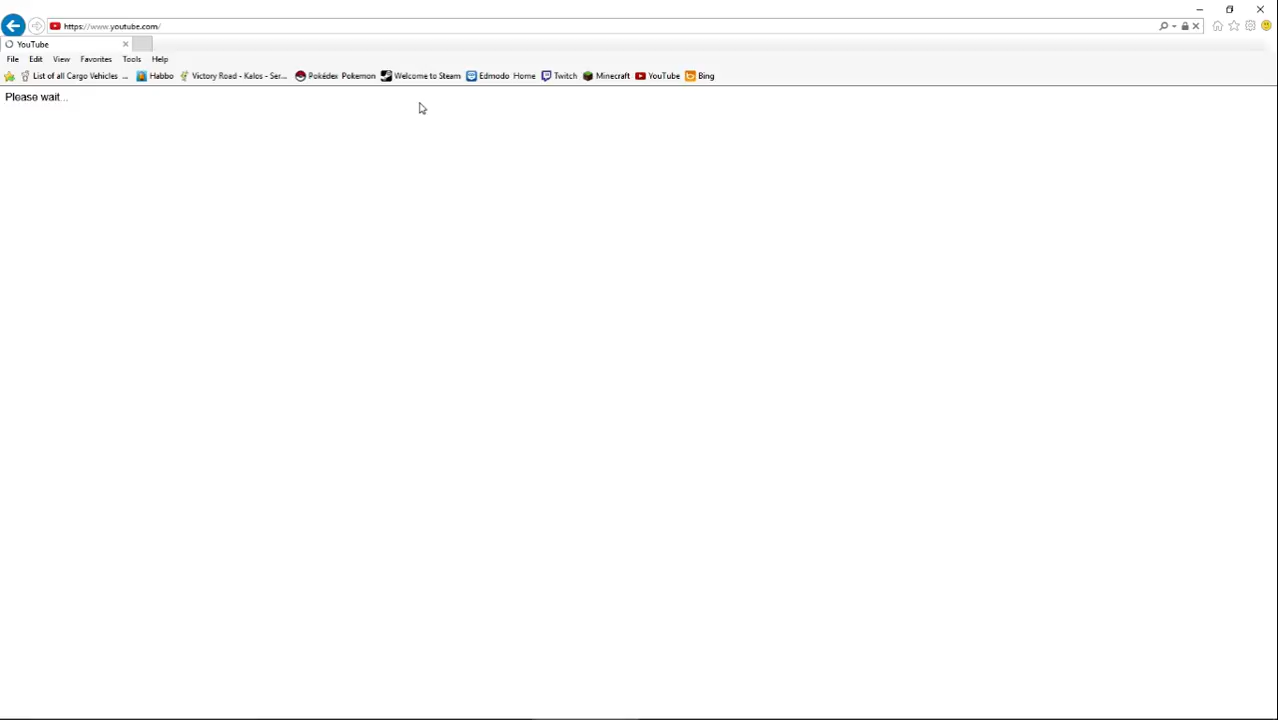 https://www.youtube.com/
YouTube
File Edit View Favorites Tools Help
List of all Cargo Vehicles ... Habbo Victory Road - Kalos - Ser... Pokédex Pokemon Welcome to Steam Edmodo Home Twitch Minecraft YouTube Bing
Please wait...